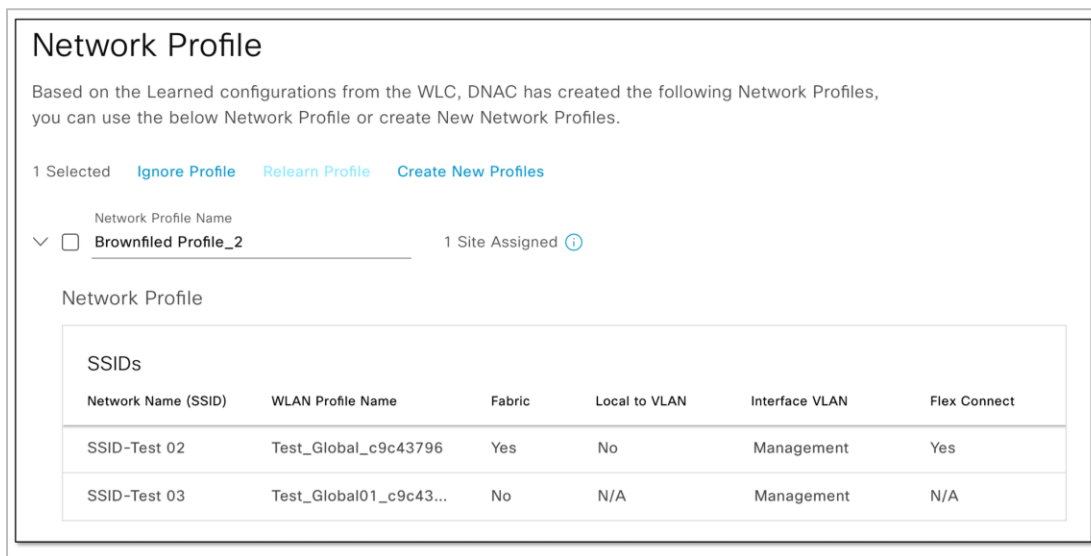 Network Profile
Based on the Learned configurations from the WLC, DNAC has created the following Network Profiles,
you can use the below Network Profile or create New Network Profiles.
1 Selected Ignore Profile Relearn Profile Create New Profiles
Network Profile Name
Brownfiled Profile_2 1 Site Assigned
Network Profile
SSIDs
Network Name (SSID) WLAN Profile Name Fabric Local to VLAN Interface VLAN Flex Connect
SSID-Test 02 Test_Global_c9c43796 Yes No Management Yes
SSID-Test 03 Test_Global01_c9c43... No N/A Management N/A